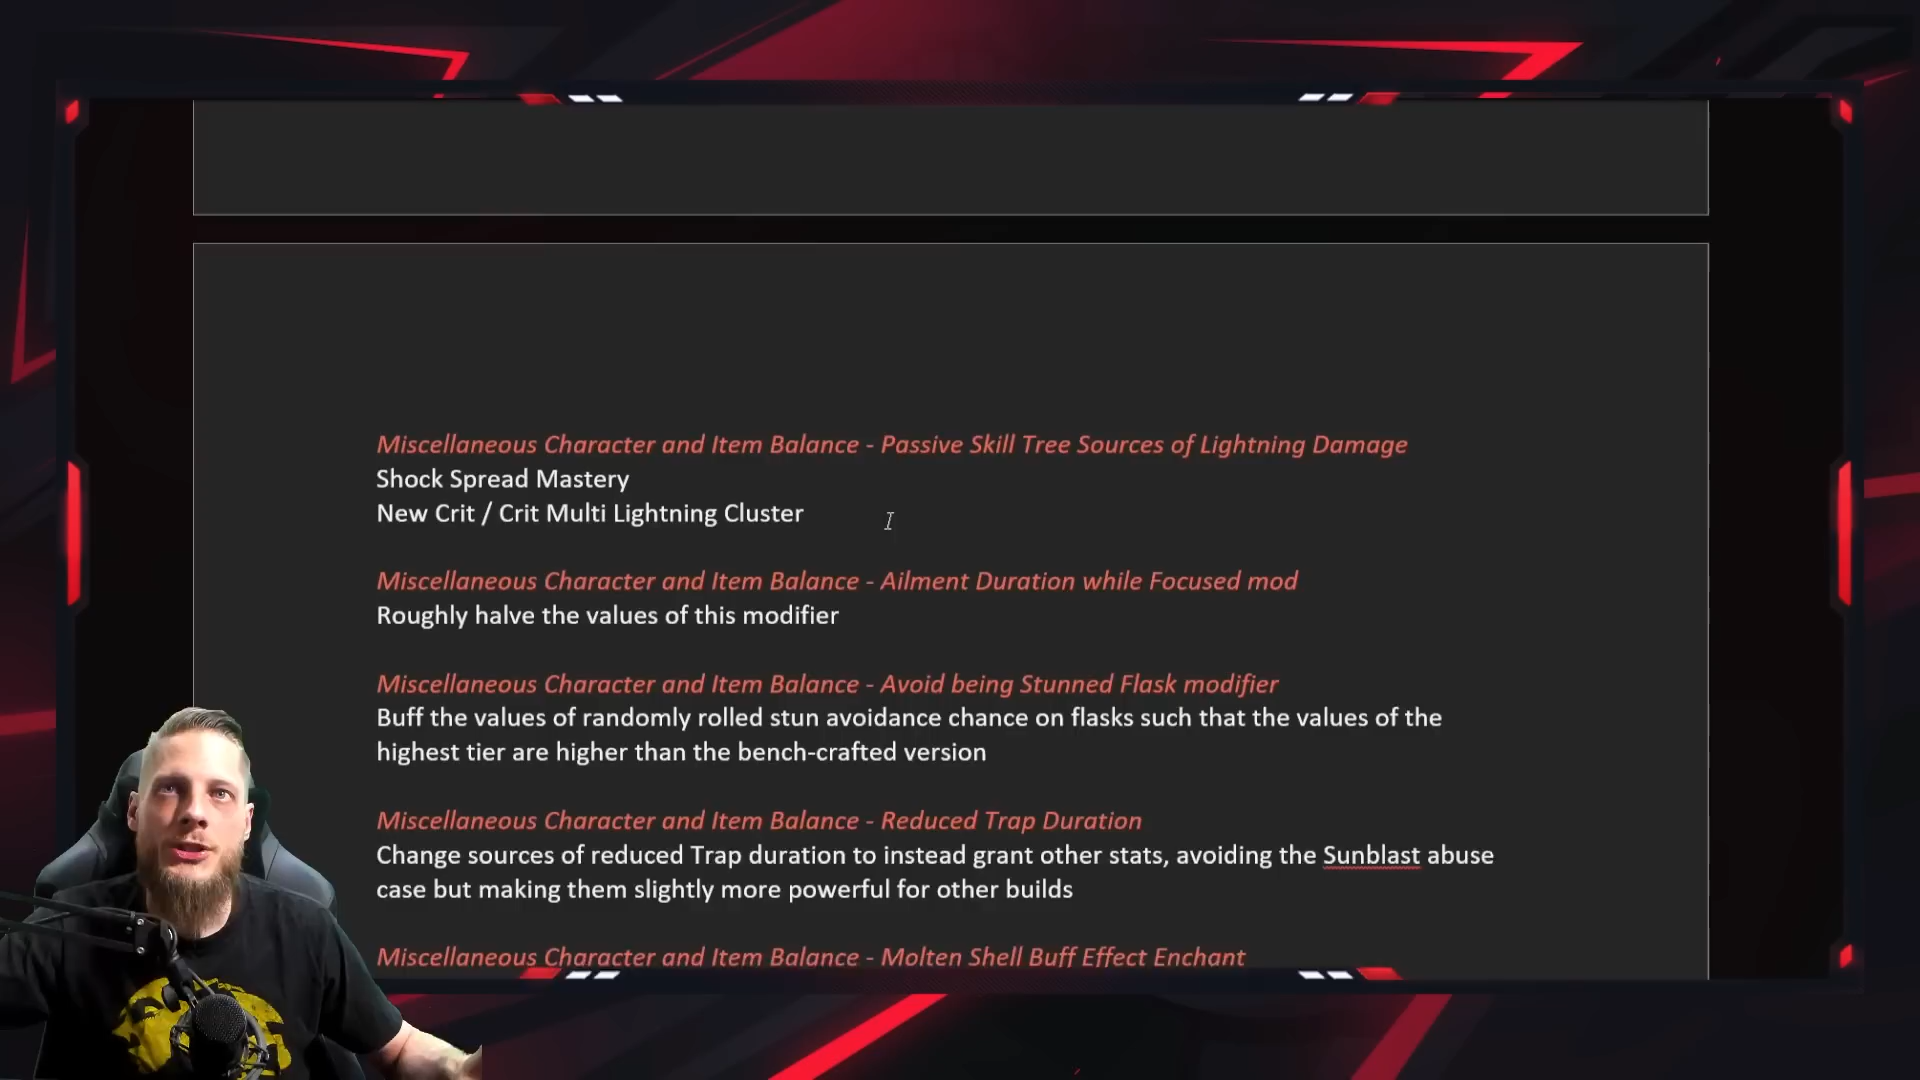 Miscellaneous Character and Item Balance - Passive Skill Tree Sources of Lightning Damage
Shock Spread Mastery
New Crit / Crit Multi Lightning Cluster
Miscellaneous Character and Item Balance - Ailment Duration while Focused mod
Roughly halve the values of this modifier
Miscellaneous Character and Item Balance - Avoid being Stunned Flask modifier
Buff the values of randomly rolled stun avoidance chance on flasks such that the values of the
highest tier are higher than the bench-crafted version
Miscellaneous Character and Item Balance - Reduced Trap Duration
Change sources of reduced Trap duration to instead grant other stats, avoiding the Sunblast abuse
case but making them slightly more powerful for other builds
Miscellaneous Character and Item Balance - Molten Shell Buff Effect Enchant